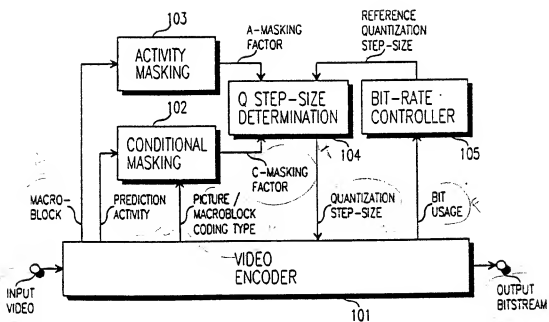 103
ACTIVITY
MASKING
A-MASKING
FACTOR
REFERENCE
QUANTIZATION
STEP-SIZE
102
CONDITIONAL
MASKING
Q STEP-SIZE
DETERMINATION
104
BIT-RATE
CONTROLLER
105
C-MASKING
FACTOR
MACRO-
BLOCK
PREDICTION
ACTIVITY
PICTURE/
MACROBLOCK
CODING TYPE
QUANTIZATION
STEP-SIZE
BIT
USAGE
INPUT
VIDEO
VIDEO
ENCODER
101
OUTPUT
BITSTREAM